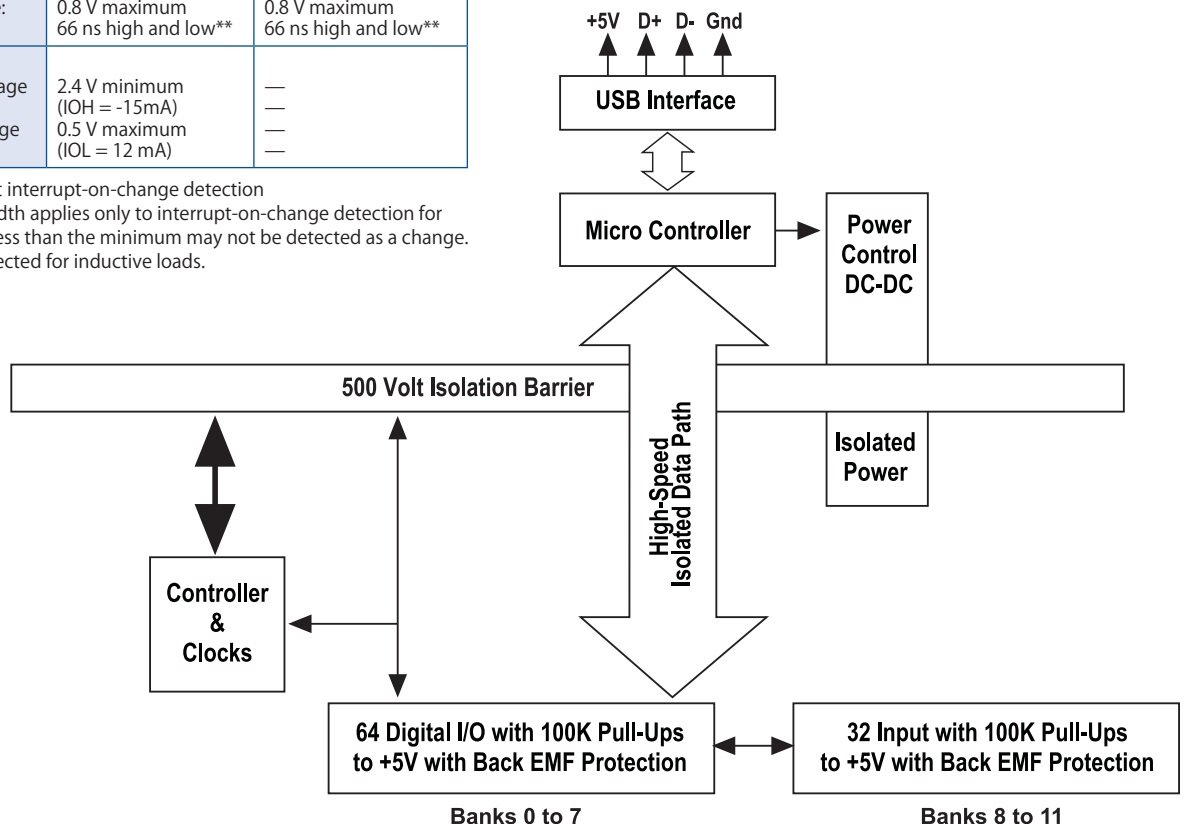 0.8 V maximum
66 ns high and low**
0.8 V maximum
66 ns high and low**
2.4 V minimum
(IOH = -15mA)
0.5 V maximum
(IOL = 12 mA)
—
—
—
—
interrupt-on-change detection
applies only to interrupt-on-change detection for
than the minimum may not be detected as a change.
for inductive loads.
+5V D+ D- Gnd
USB Interface
Micro Controller
Power
Control
DC-DC
500 Volt Isolation Barrier
High-Speed
Isolated Data Path
Isolated
Power
Controller
&
Clocks
64 Digital I/O with 100K Pull-Ups
to +5V with Back EMF Protection
32 Input with 100K Pull-Ups
to +5V with Back EMF Protection
Banks 0 to 7
Banks 8 to 11